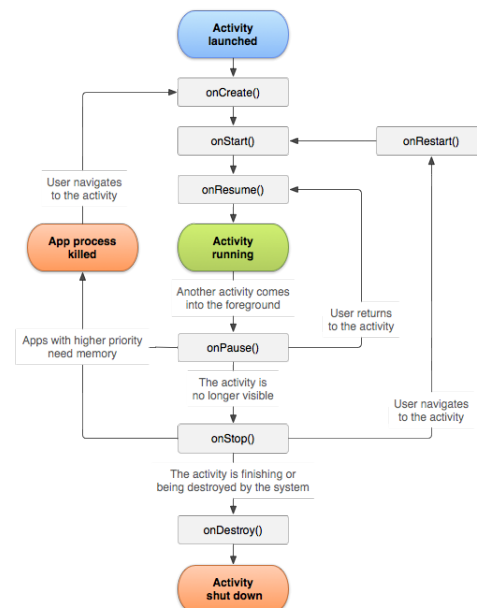 Activity
launched
onCreate()
onStart()
onRestart()
User navigates
to the activity
onResume()
App process
killed
Activity
running
Another activity comes
into the foreground
User returns
to the activity
Apps with higher priority
need memory
onPause()
The activity is
no longer visible
User navigates
to the activity
onStop()
The activity is finishing or
being destroyed by the system
onDestroy()
Activity
shut down